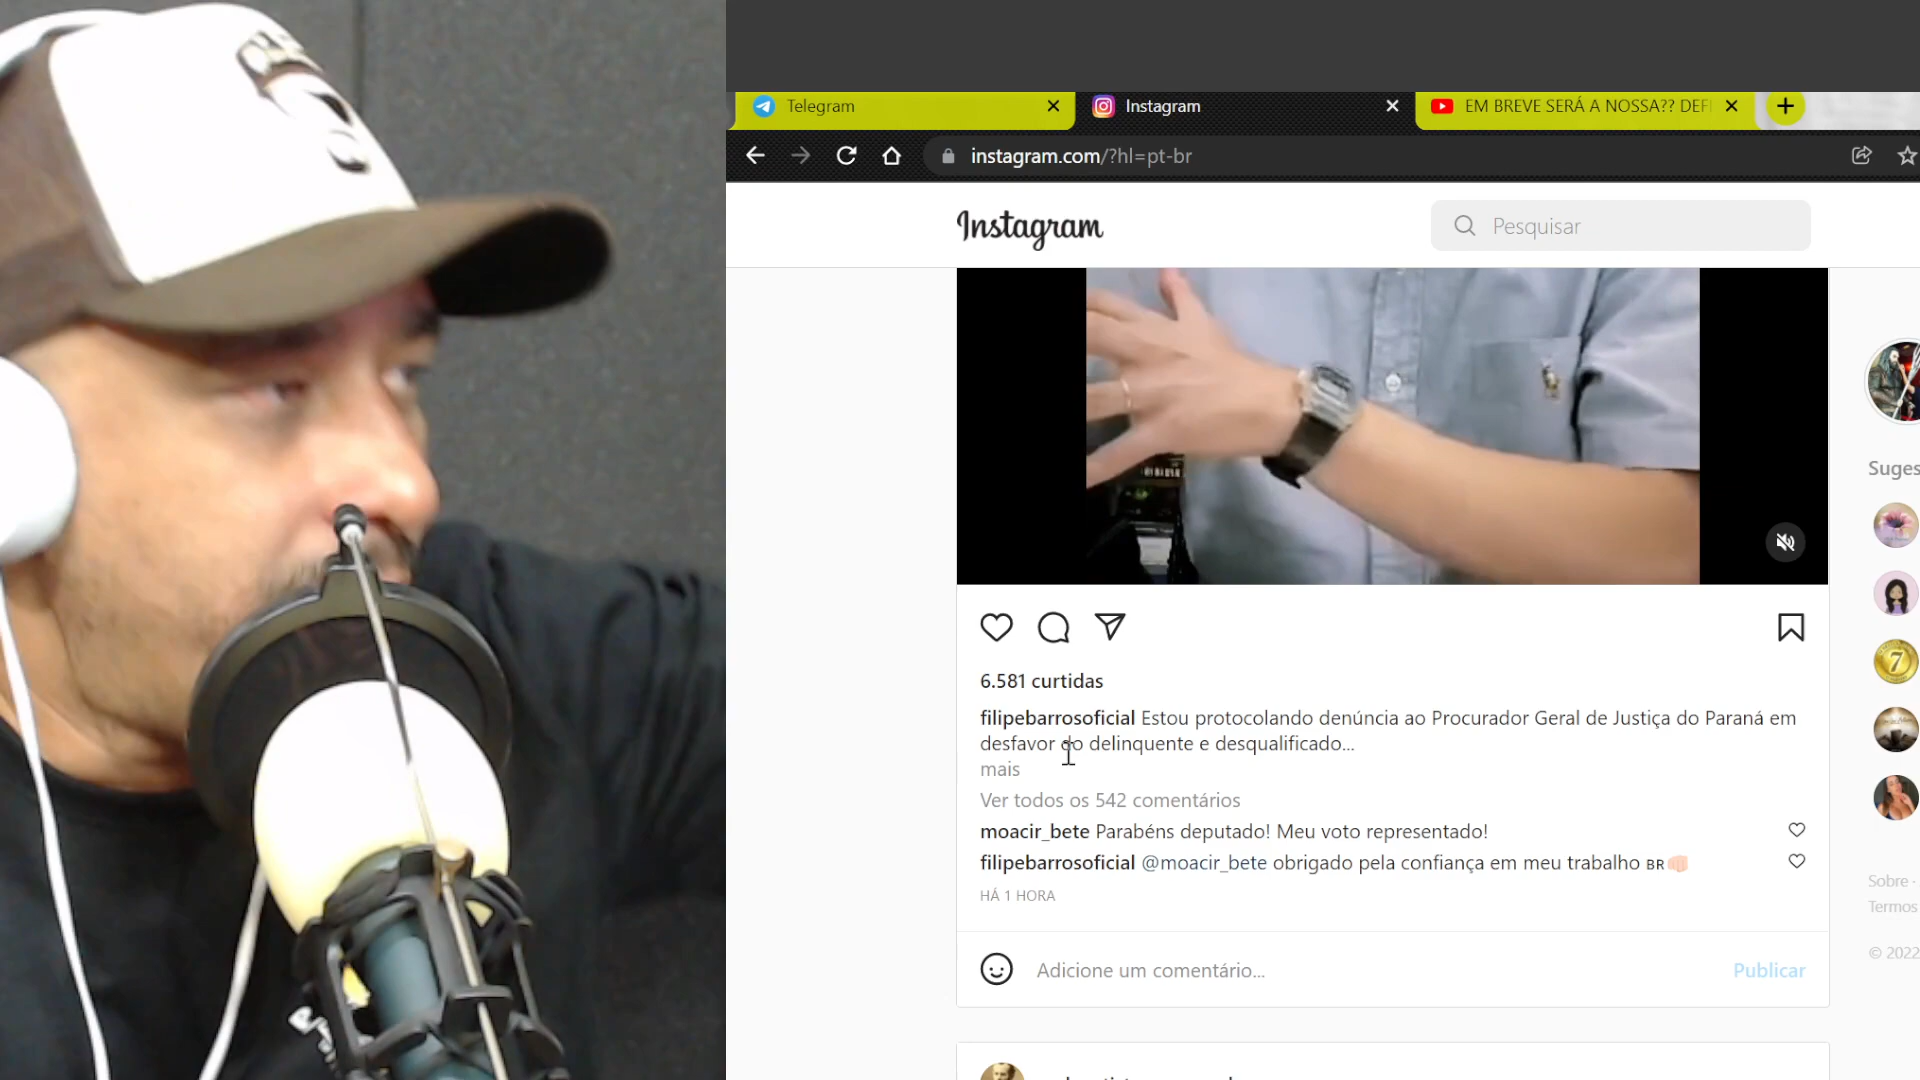 Telegram
Instagram
EM BREVE SERÁ A NOSSA?? DEF
instagram.com/?hl=pt-br
Instagram
Pesquisar
6.581 curtidas
filipebarrosoficial Estou protocolando denúncia ao Procurador Geral de Justiça do Paraná em
desfavor do delinquente e desqualificado...
mais
Ver todos os 542 comentários
moacir_bete Parabéns deputado! Meu voto representado!
filipebarrosoficial @moacir_bete obrigado pela confiança em meu trabalho BR👊🏻
HÁ 1 HORA
Adicione um comentário...
Publicar
Suges
7
Sobre ·
Termos
© 2022